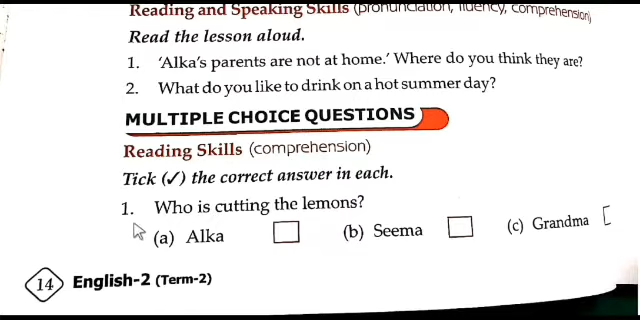 Reading and Speaking Skills (pronunciation, fluency, comprehension)
Read the lesson aloud.
1. ‘Alka’s parents are not at home.’ Where do you think they are?
2. What do you like to drink on a hot summer day?
MULTIPLE CHOICE QUESTIONS
Reading Skills (comprehension)
Tick (✓) the correct answer in each.
1. Who is cutting the lemons?
(a) Alka (b) Seema (c) Grandma
14 English-2 (Term-2)